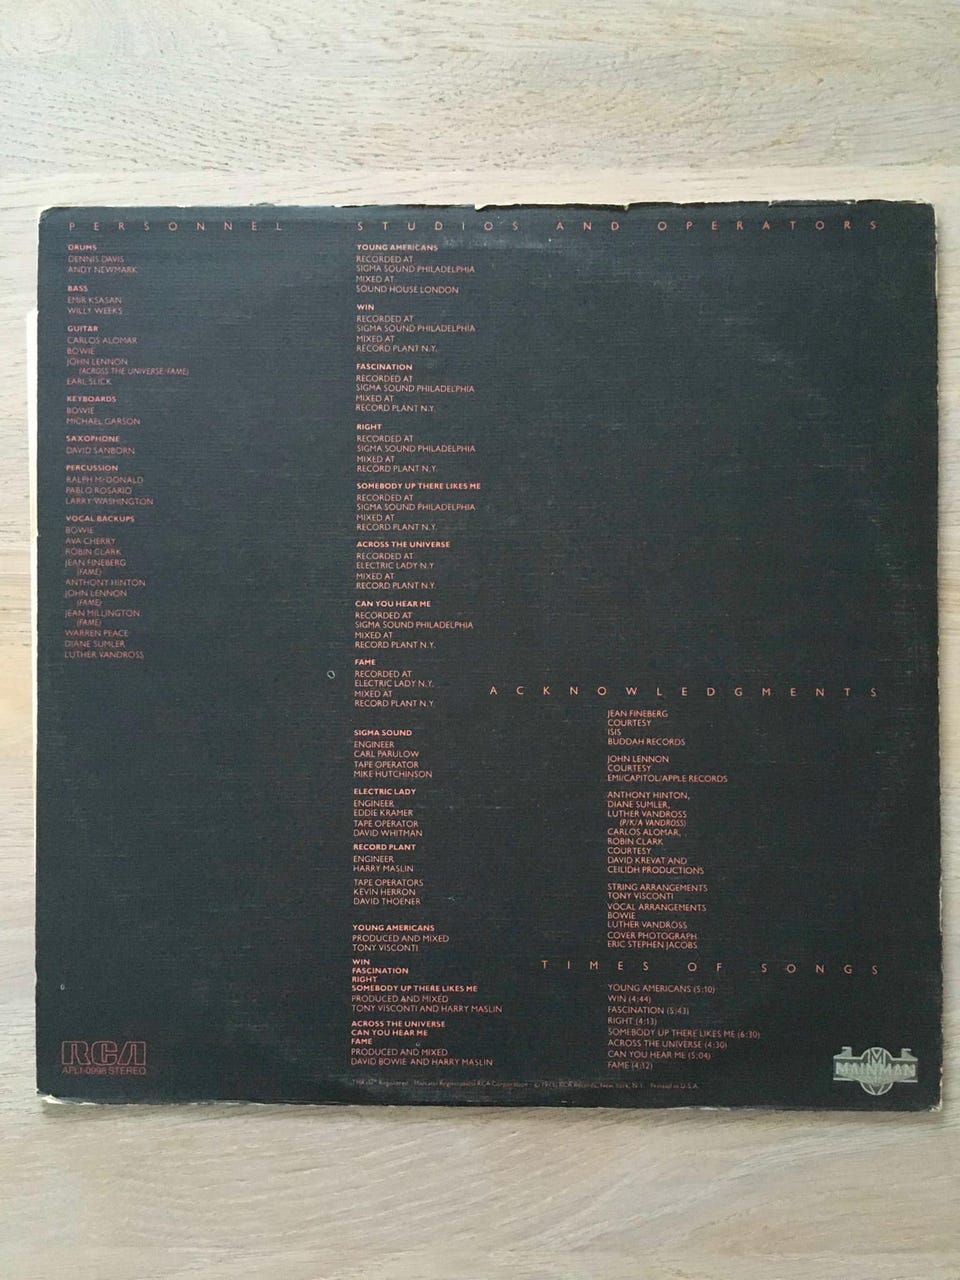 PERSONNEL
DRUMS
DENNIS DAVIS
ANDY NEWMARK
BASS
EMIR KSASAN
WILLY WEEKS
GUITAR
CARLOS ALOMAR
BOWIE
JOHN LENNON
(ACROSS THE UNIVERSE/FAME)
EARL SLICK
KEYBOARDS
BOWIE
MICHAEL GARSON
SAXOPHONE
DAVID SANBORN
PERCUSSION
RALPH McDONALD
PABLO ROSARIO
LARRY WASHINGTON
VOCAL BACKUPS
BOWIE
AVA CHERRY
ROBIN CLARK
JEAN FINEBERG
(FAME)
ANTHONY HINTON
JOHN LENNON
(FAME)
JEAN MILLINGTON
(FAME)
WARREN PEACE
DIANE SUMLER
LUTHER VANDROSS
STUDIOS AND OPERATORS
YOUNG AMERICANS
RECORDED AT
SIGMA SOUND PHILADELPHIA
MIXED AT
SOUND HOUSE LONDON
WIN
RECORDED AT
SIGMA SOUND PHILADELPHIA
MIXED AT
RECORD PLANT N.Y.
FASCINATION
RECORDED AT
SIGMA SOUND PHILADELPHIA
MIXED AT
RECORD PLANT N.Y.
RIGHT
RECORDED AT
SIGMA SOUND PHILADELPHIA
MIXED AT
RECORD PLANT N.Y.
SOMEBODY UP THERE LIKES ME
RECORDED AT
SIGMA SOUND PHILADELPHIA
MIXED AT
RECORD PLANT N.Y.
ACROSS THE UNIVERSE
RECORDED AT
ELECTRIC LADY N.Y.
MIXED AT
RECORD PLANT N.Y.
CAN YOU HEAR ME
RECORDED AT
SIGMA SOUND PHILADELPHIA
MIXED AT
RECORD PLANT N.Y.
FAME
RECORDED AT
ELECTRIC LADY N.Y.
MIXED AT
RECORD PLANT N.Y.
SIGMA SOUND
ENGINEER
CARL PARULOW
TAPE OPERATOR
MIKE HUTCHINSON
ELECTRIC LADY
ENGINEER
EDDIE KRAMER
TAPE OPERATOR
DAVID WHITMAN
RECORD PLANT
ENGINEER
HARRY MASLIN
TAPE OPERATORS
KEVIN HERRON
DAVID THOENER
YOUNG AMERICANS
PRODUCED AND MIXED
TONY VISCONTI
WIN
FASCINATION
RIGHT
SOMEBODY UP THERE LIKES ME
PRODUCED AND MIXED
TONY VISCONTI AND HARRY MASLIN
ACROSS THE UNIVERSE
CAN YOU HEAR ME
FAME
PRODUCED AND MIXED
DAVID BOWIE AND HARRY MASLIN
ACKNOWLEDGMENTS
JEAN FINEBERG
COURTESY
ISIS
BUDDAH RECORDS
JOHN LENNON
COURTESY
EMI/CAPITOL/APPLE RECORDS
ANTHONY HINTON,
DIANE SUMLER,
LUTHER VANDROSS
(P/K/A VANDROSS)
CARLOS ALOMAR,
ROBIN CLARK
COURTESY
DAVID KREVAT AND
CEILIDH PRODUCTIONS
STRING ARRANGEMENTS
TONY VISCONTI
VOCAL ARRANGEMENTS
BOWIE
LUTHER VANDROSS
COVER PHOTOGRAPH
ERIC STEPHEN JACOBS
TIMES OF SONGS
YOUNG AMERICANS (5:10)
WIN (4:44)
FASCINATION (5:43)
RIGHT (4:13)
SOMEBODY UP THERE LIKES ME (6:30)
ACROSS THE UNIVERSE (4:30)
CAN YOU HEAR ME (5:04)
FAME (4:12)
RCA
APL1-0998 STEREO
TMK(s)® Registered · Marca(s) Registrada(s) RCA Corporation · © 1975, RCA Records, New York, N.Y. · Printed in U.S.A.
M
MAINMAN